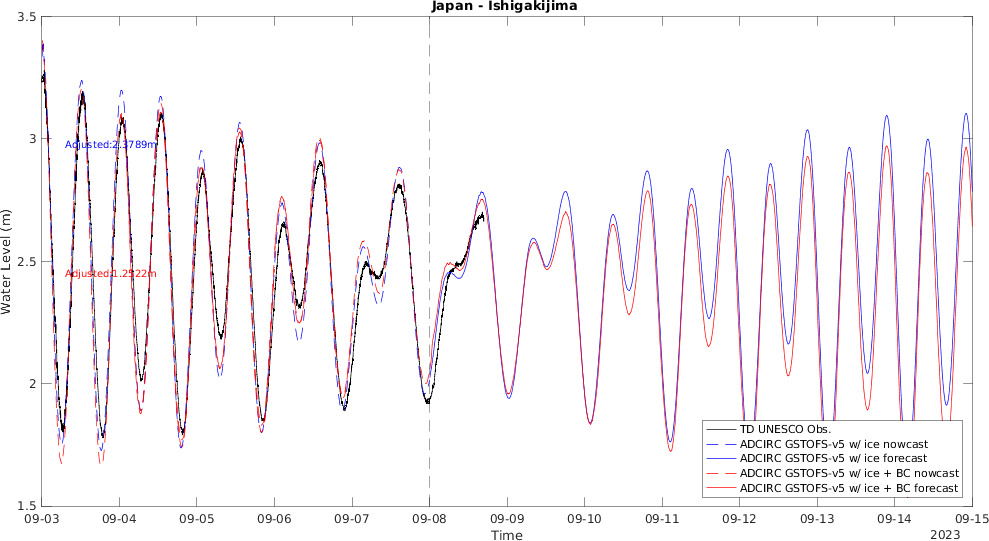 Japan - Ishigakijima
3.5
3
2.5
2
1.5
Water Level (m)
Adjusted:2.3789m
Adjusted:1.2522m
TD UNESCO Obs.
ADCIRC GSTOFS-v5 w/ ice nowcast
ADCIRC GSTOFS-v5 w/ ice forecast
ADCIRC GSTOFS-v5 w/ ice + BC nowcast
ADCIRC GSTOFS-v5 w/ ice + BC forecast
09-03 09-04 09-05 09-06 09-07 09-08 09-09 09-10 09-11 09-12 09-13 09-14 09-15
Time
2023